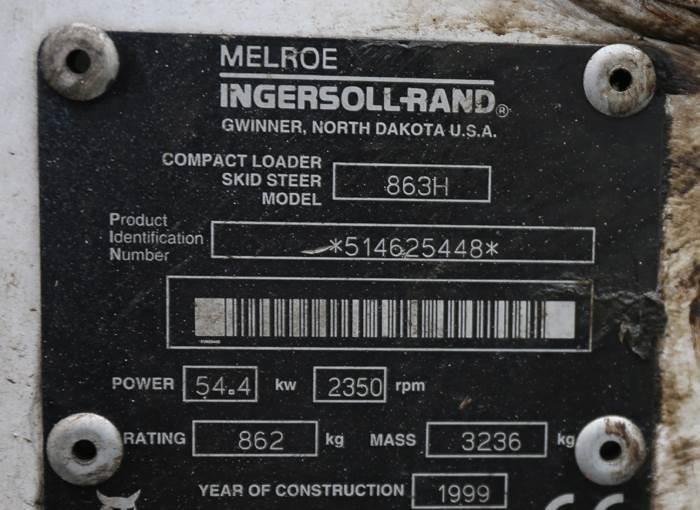 MELROE
INGERSOLL-RAND®
GWINNER, NORTH DAKOTA U.S.A.
COMPACT LOADER
SKID STEER
MODEL 863H
Product
Identification
Number *514625448*
POWER 54.4 kw 2350 rpm
RATING 862 kg MASS 3236 kg
YEAR OF CONSTRUCTION 1999
CE